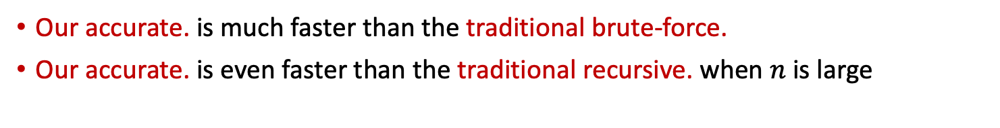 • Our accurate. is much faster than the traditional brute-force.
• Our accurate. is even faster than the traditional recursive. when n is large